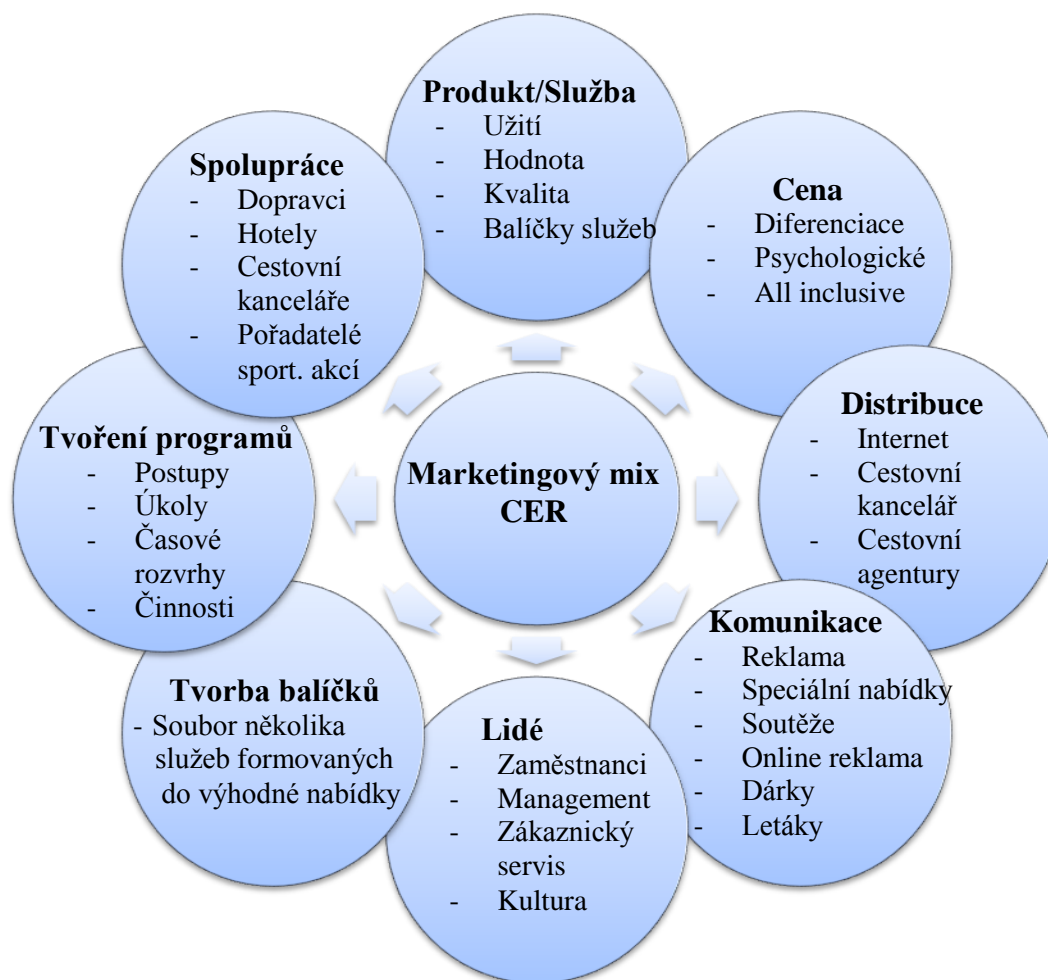 Produkt/Služba
- Užití
- Hodnota
- Kvalita
- Balíčky služeb
Cena
- Diferenciace
- Psychologické
- All inclusive
Distribuce
- Internet
- Cestovní
kancelář
- Cestovní
agentury
Komunikace
- Reklama
- Speciální nabídky
- Soutěže
- Online reklama
- Dárky
- Letáky
Lidé
- Zaměstnanci
- Management
- Zákaznický
servis
- Kultura
Tvorba balíčků
- Soubor několika
služeb formovaných
do výhodné nabídky
Tvoření programů
- Postupy
- Úkoly
- Časové
rozvrhy
- Činnosti
Spolupráce
- Dopravci
- Hotely
- Cestovní
kanceláře
- Pořadatelé
sport. akcí
Marketingový mix
CER